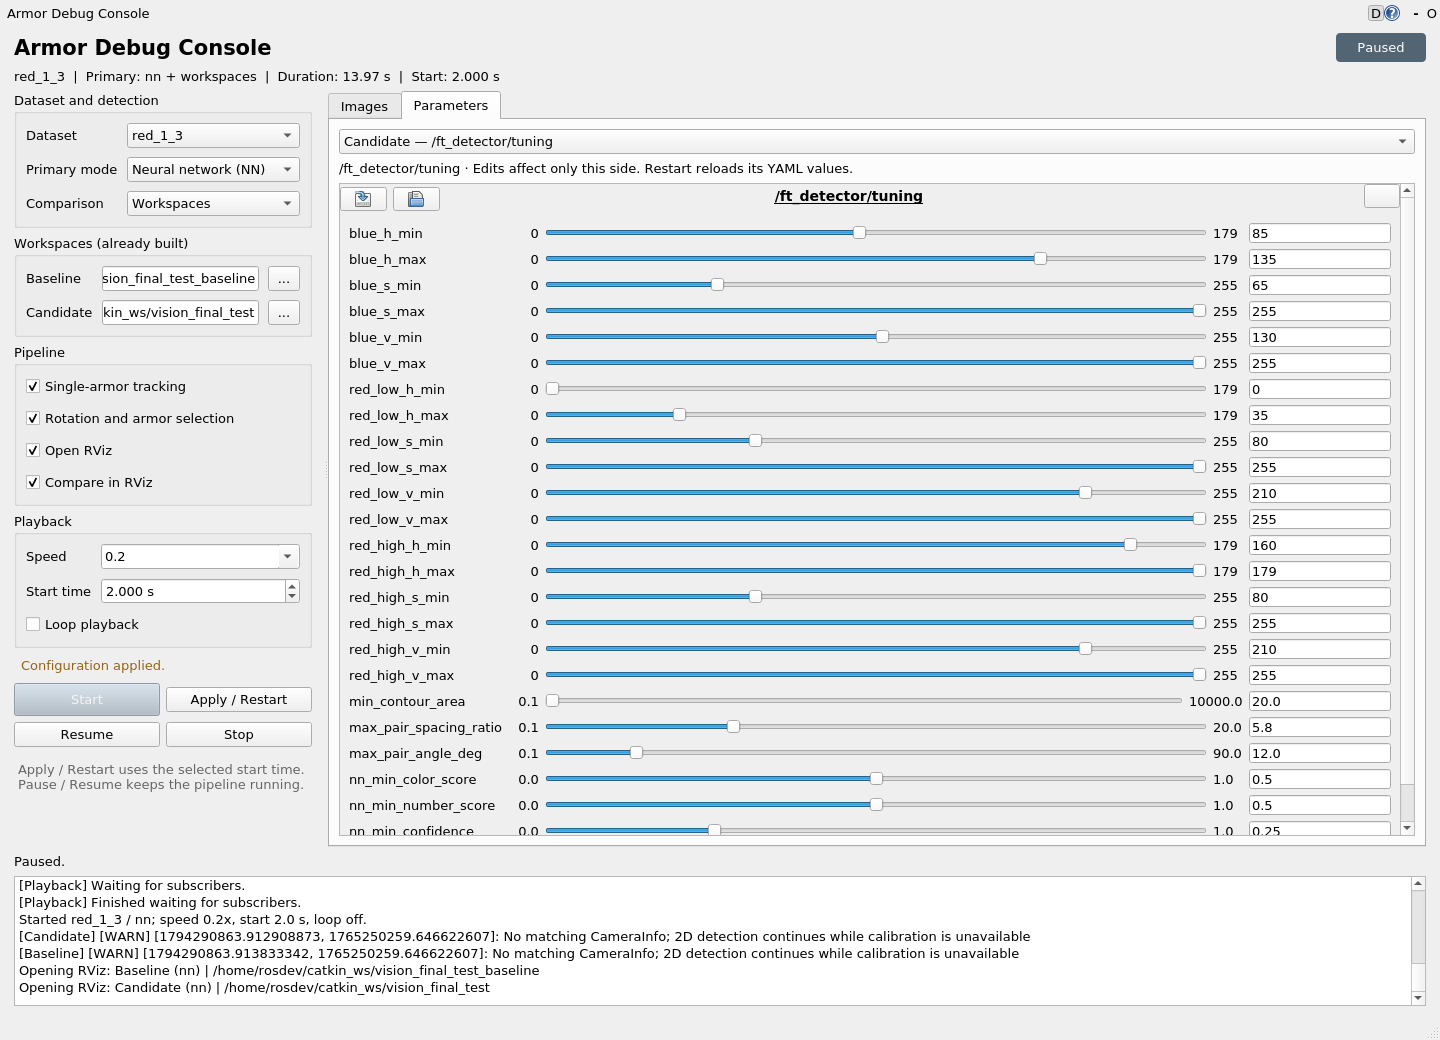 Armor Debug Console
D ? - O
Armor Debug Console
Paused
red_1_3 | Primary: nn + workspaces | Duration: 13.97 s | Start: 2.000 s
Dataset and detection
Dataset red_1_3
Primary mode Neural network (NN)
Comparison Workspaces
Workspaces (already built)
Baseline sion_final_test_baseline ...
Candidate kin_ws/vision_final_test ...
Pipeline
Single-armor tracking
Rotation and armor selection
Open RViz
Compare in RViz
Playback
Speed 0.2
Start time 2.000 s
Loop playback
Configuration applied.
Start Apply / Restart
Resume Stop
Apply / Restart uses the selected start time.
Pause / Resume keeps the pipeline running.
Images Parameters
Candidate — /ft_detector/tuning
/ft_detector/tuning · Edits affect only this side. Restart reloads its YAML values.
/ft_detector/tuning
blue_h_min 0 179 85
blue_h_max 0 179 135
blue_s_min 0 255 65
blue_s_max 0 255 255
blue_v_min 0 255 130
blue_v_max 0 255 255
red_low_h_min 0 179 0
red_low_h_max 0 179 35
red_low_s_min 0 255 80
red_low_s_max 0 255 255
red_low_v_min 0 255 210
red_low_v_max 0 255 255
red_high_h_min 0 179 160
red_high_h_max 0 179 179
red_high_s_min 0 255 80
red_high_s_max 0 255 255
red_high_v_min 0 255 210
red_high_v_max 0 255 255
min_contour_area 0.1 10000.0 20.0
max_pair_spacing_ratio 0.1 20.0 5.8
max_pair_angle_deg 0.1 90.0 12.0
nn_min_color_score 0.0 1.0 0.5
nn_min_number_score 0.0 1.0 0.5
nn_min_confidence 0.0 1.0 0.25
Paused.
[Playback] Waiting for subscribers.
[Playback] Finished waiting for subscribers.
Started red_1_3 / nn; speed 0.2x, start 2.0 s, loop off.
[Candidate] [WARN] [1794290863.912908873, 1765250259.646622607]: No matching CameraInfo; 2D detection continues while calibration is unavailable
[Baseline] [WARN] [1794290863.913833342, 1765250259.646622607]: No matching CameraInfo; 2D detection continues while calibration is unavailable
Opening RViz: Baseline (nn) | /home/rosdev/catkin_ws/vision_final_test_baseline
Opening RViz: Candidate (nn) | /home/rosdev/catkin_ws/vision_final_test